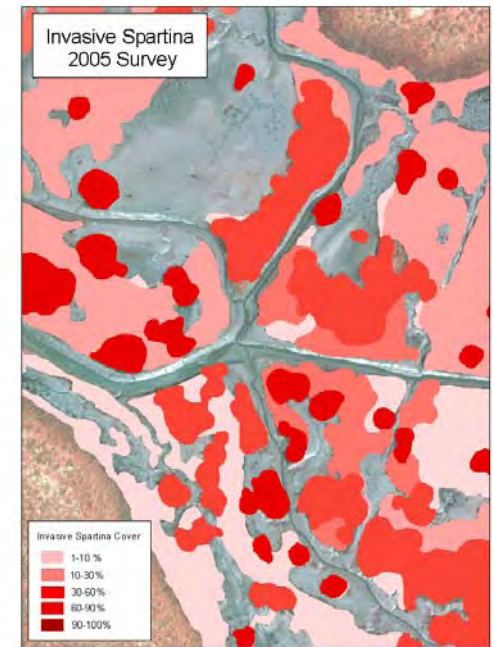 Invasive Spartina
2005 Survey
Invasive Spartina Cover
1-10 %
10-30%
30-60%
60-90%
90-100%